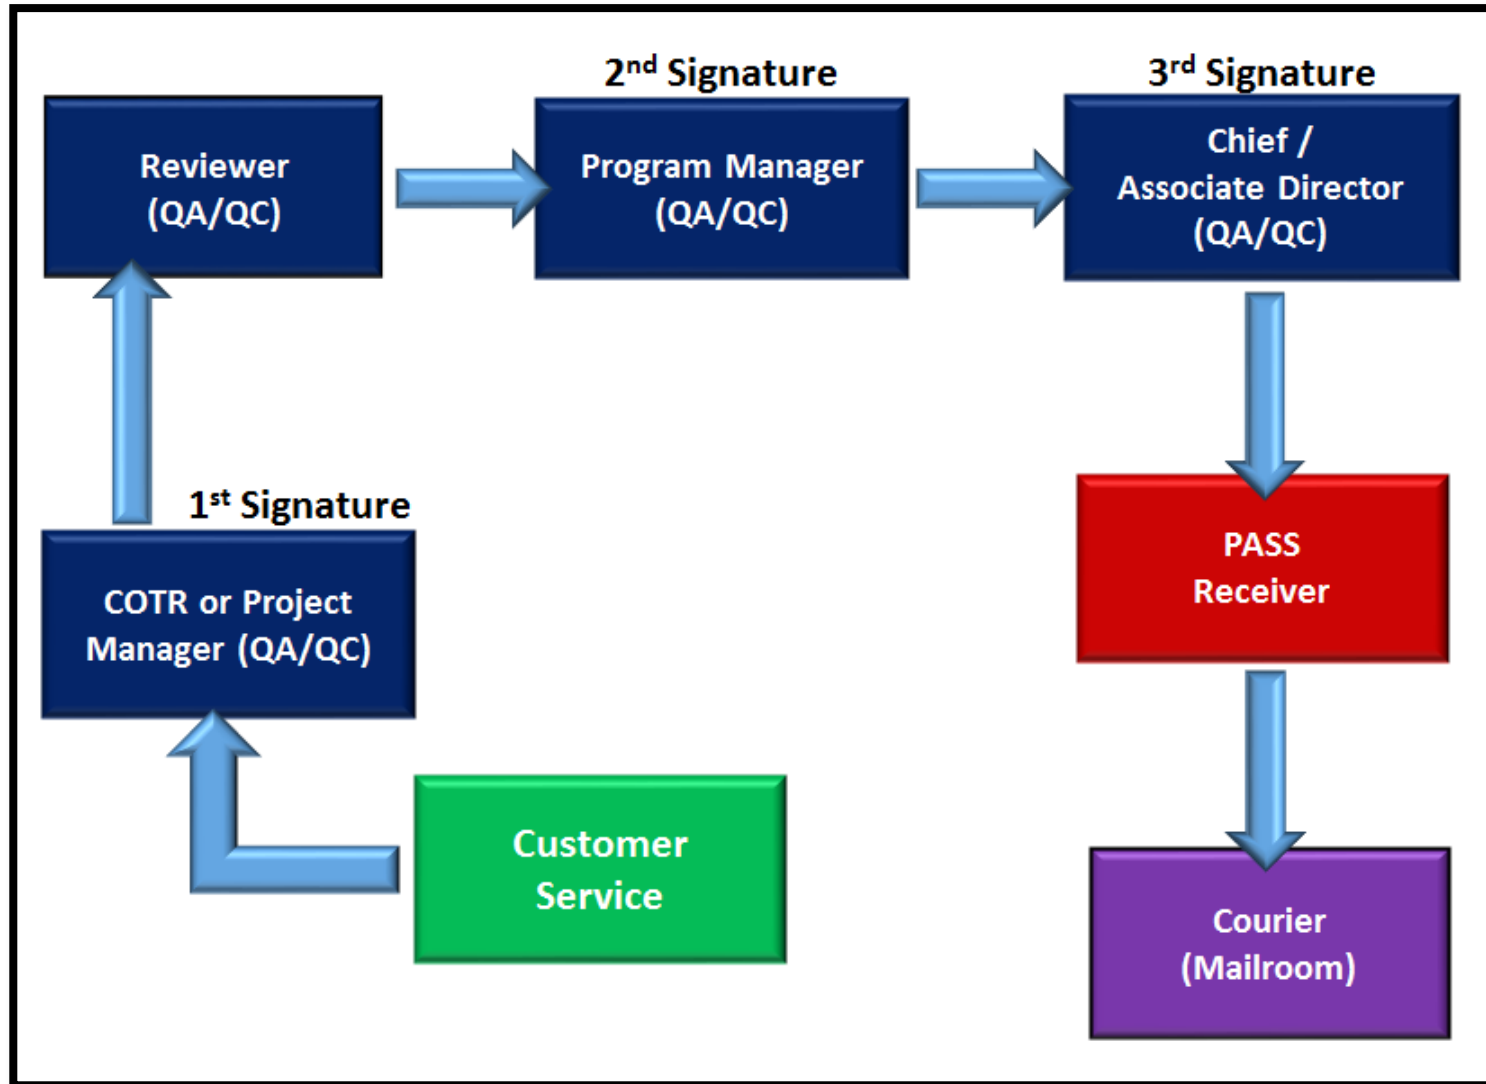 2nd Signature
3rd Signature
Reviewer
(QA/QC)
Program Manager
(QA/QC)
Chief /
Associate Director
(QA/QC)
1st Signature
COTR or Project
Manager (QA/QC)
PASS
Receiver
Customer
Service
Courier
(Mailroom)